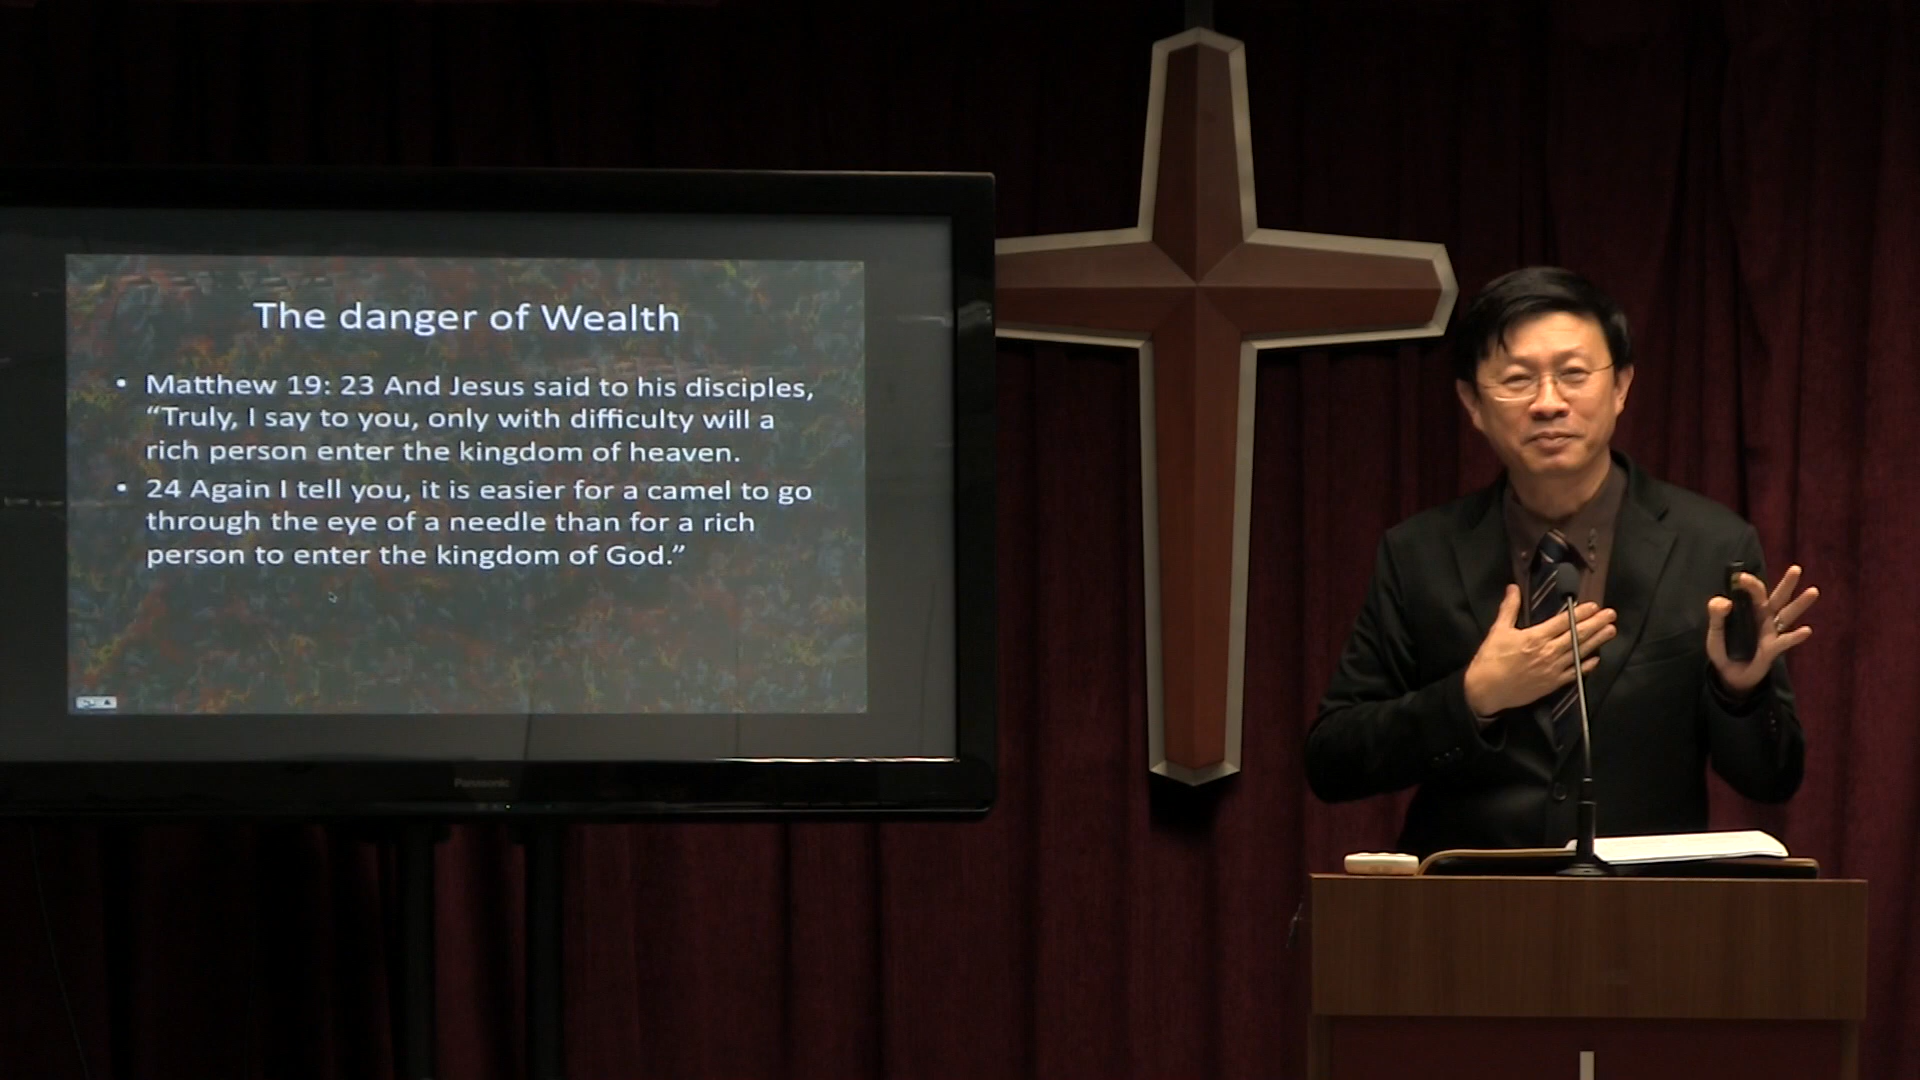 The danger of Wealth
• Matthew 19: 23 And Jesus said to his disciples,
“Truly, I say to you, only with difficulty will a
rich person enter the kingdom of heaven.
• 24 Again I tell you, it is easier for a camel to go
through the eye of a needle than for a rich
person to enter the kingdom of God.”
Panasonic